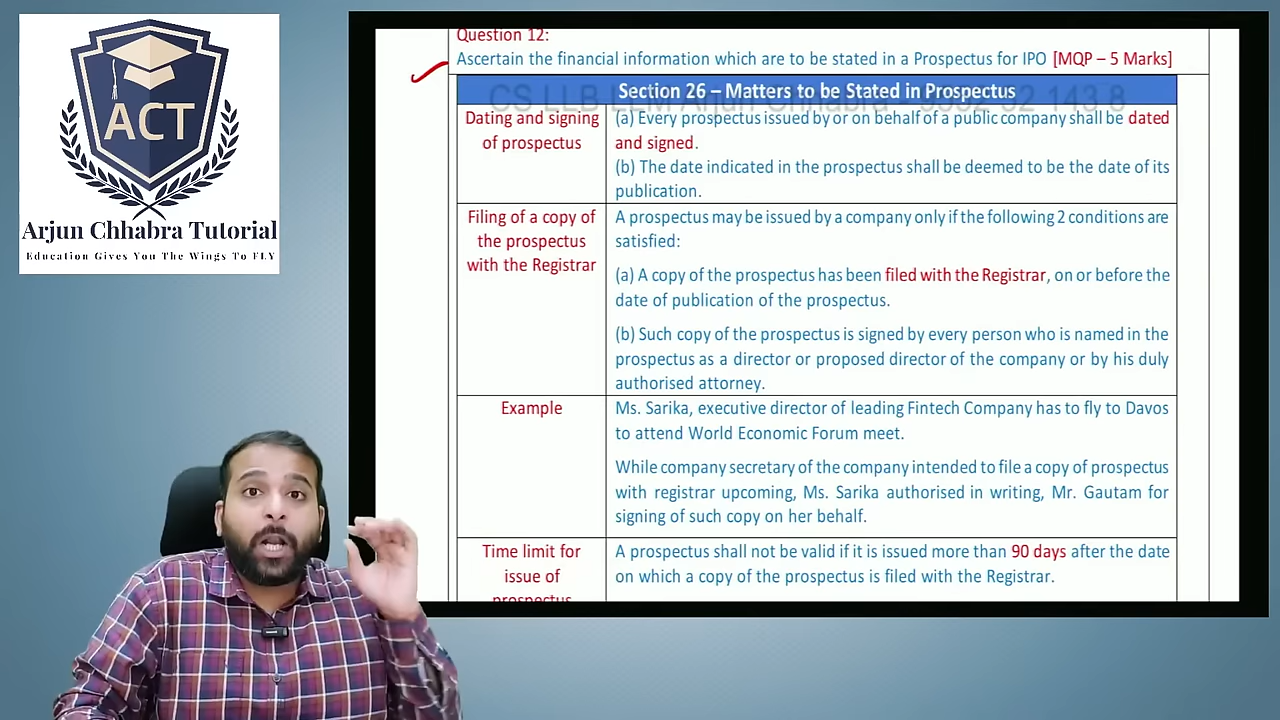 ACT
Arjun Chhabra Tutorial
Education Gives You The Wings To FLY
Question 12:
Ascertain the financial information which are to be stated in a Prospectus for IPO [MQP – 5 Marks]
Section 26 – Matters to be Stated in Prospectus
CS LLB LLM Arjun Chhabra
Dating and signing
of prospectus
(a) Every prospectus issued by or on behalf of a public company shall be dated
and signed.
(b) The date indicated in the prospectus shall be deemed to be the date of its
publication.
Filing of a copy of
the prospectus
with the Registrar
A prospectus may be issued by a company only if the following 2 conditions are
satisfied:
(a) A copy of the prospectus has been filed with the Registrar, on or before the
date of publication of the prospectus.
(b) Such copy of the prospectus is signed by every person who is named in the
prospectus as a director or proposed director of the company or by his duly
authorised attorney.
Example
Ms. Sarika, executive director of leading Fintech Company has to fly to Davos
to attend World Economic Forum meet.
While company secretary of the company intended to file a copy of prospectus
with registrar upcoming, Ms. Sarika authorised in writing, Mr. Gautam for
signing of such copy on her behalf.
Time limit for
issue of
prospectus
A prospectus shall not be valid if it is issued more than 90 days after the date
on which a copy of the prospectus is filed with the Registrar.